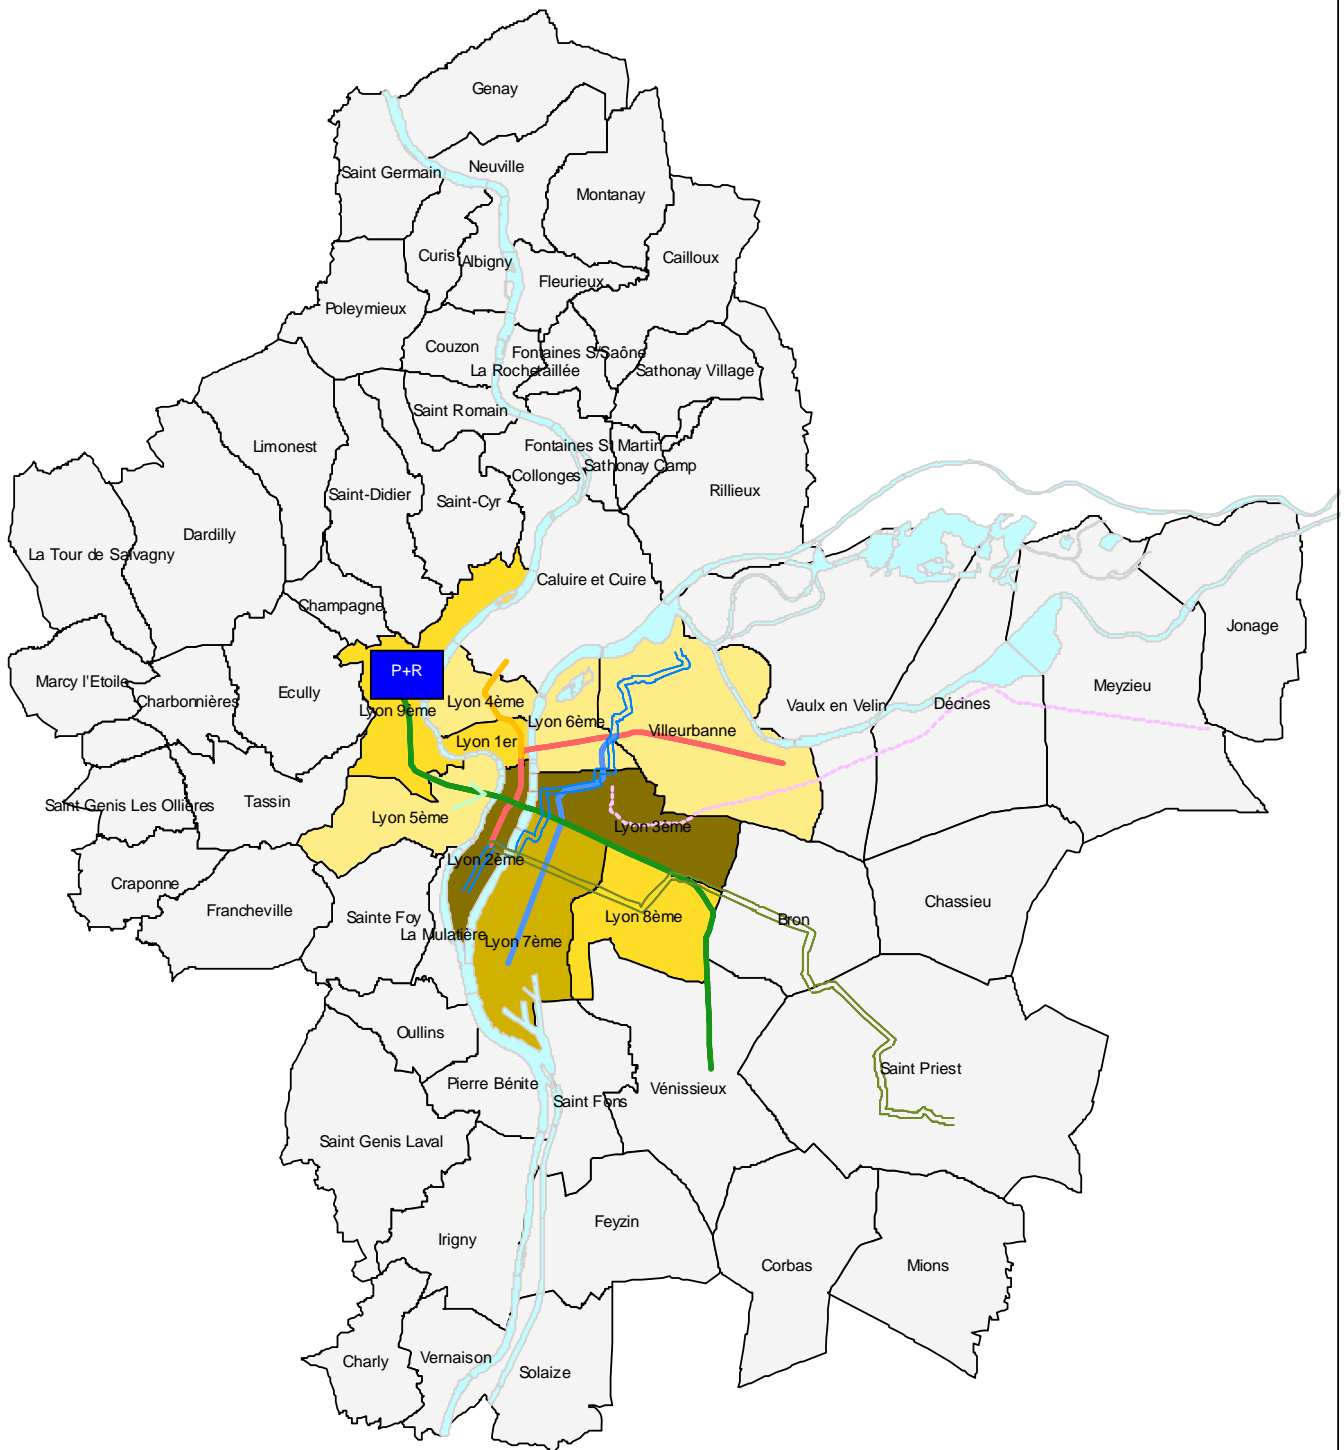 Genay
Neuville
Saint Germain
Montanay
Curis
Albigny
Cailloux
Fleurieux
Poleymieux
Couzon
Fontaines S/Saône
La Rochetaillée
Sathonay Village
Saint Romain
Limonest
Fontaines St Martin
Sathonay Camp
Collonges
Rillieux
Saint-Didier
Saint-Cyr
Dardilly
La Tour de Salvagny
Caluire et Cuire
Champagne
Jonage
P+R
Marcy l'Etoile
Charbonnières
Ecully
Meyzieu
Lyon 4ème
Lyon 9ème
Vaulx en Velin
Décines
Lyon 6ème
Villeurbanne
Lyon 1er
Saint Genis Les Ollières
Tassin
Lyon 5ème
Lyon 3ème
Lyon 2ème
Craponne
Francheville
Sainte Foy
Lyon 8ème
Bron
Chassieu
La Mulatière
Lyon 7ème
Oullins
Saint Priest
Pierre Bénite
Vénissieux
Saint Fons
Saint Genis Laval
Feyzin
Irigny
Corbas
Mions
Charly
Vernaison
Solaize